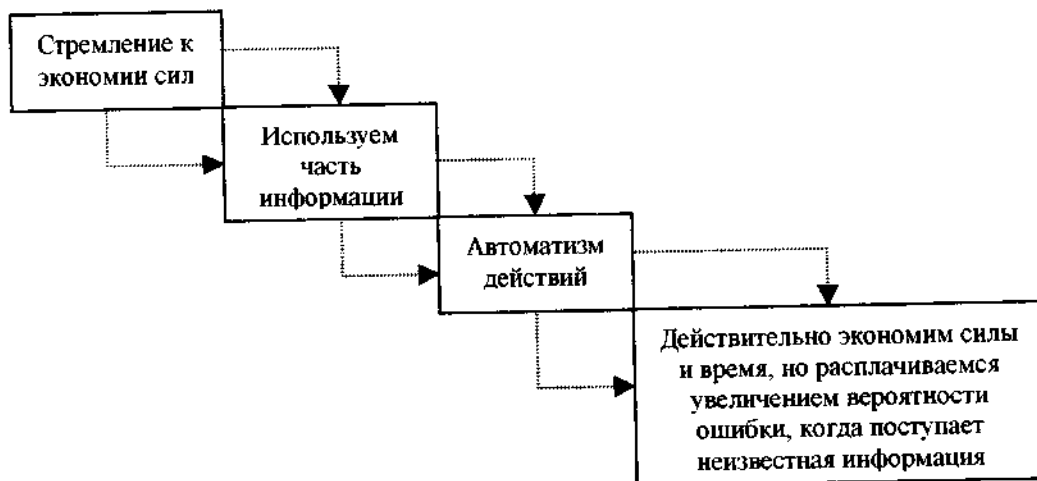 Стремление к
экономии сил
Используем
часть
информации
Автоматизм
действий
Действительно экономим силы
и время, но расплачиваемся
увеличением вероятности
ошибки, когда поступает
неизвестная информация